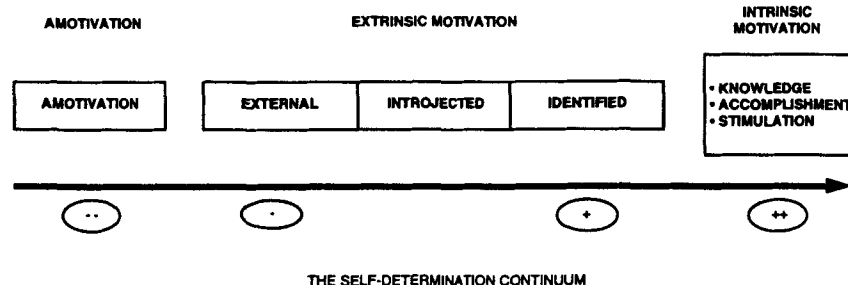 AMOTIVATION
EXTRINSIC MOTIVATION
INTRINSIC
MOTIVATION
AMOTIVATION
EXTERNAL
INTROJECTED
IDENTIFIED
• KNOWLEDGE
• ACCOMPLISHMENT
• STIMULATION
--
-
+
++
THE SELF-DETERMINATION CONTINUUM